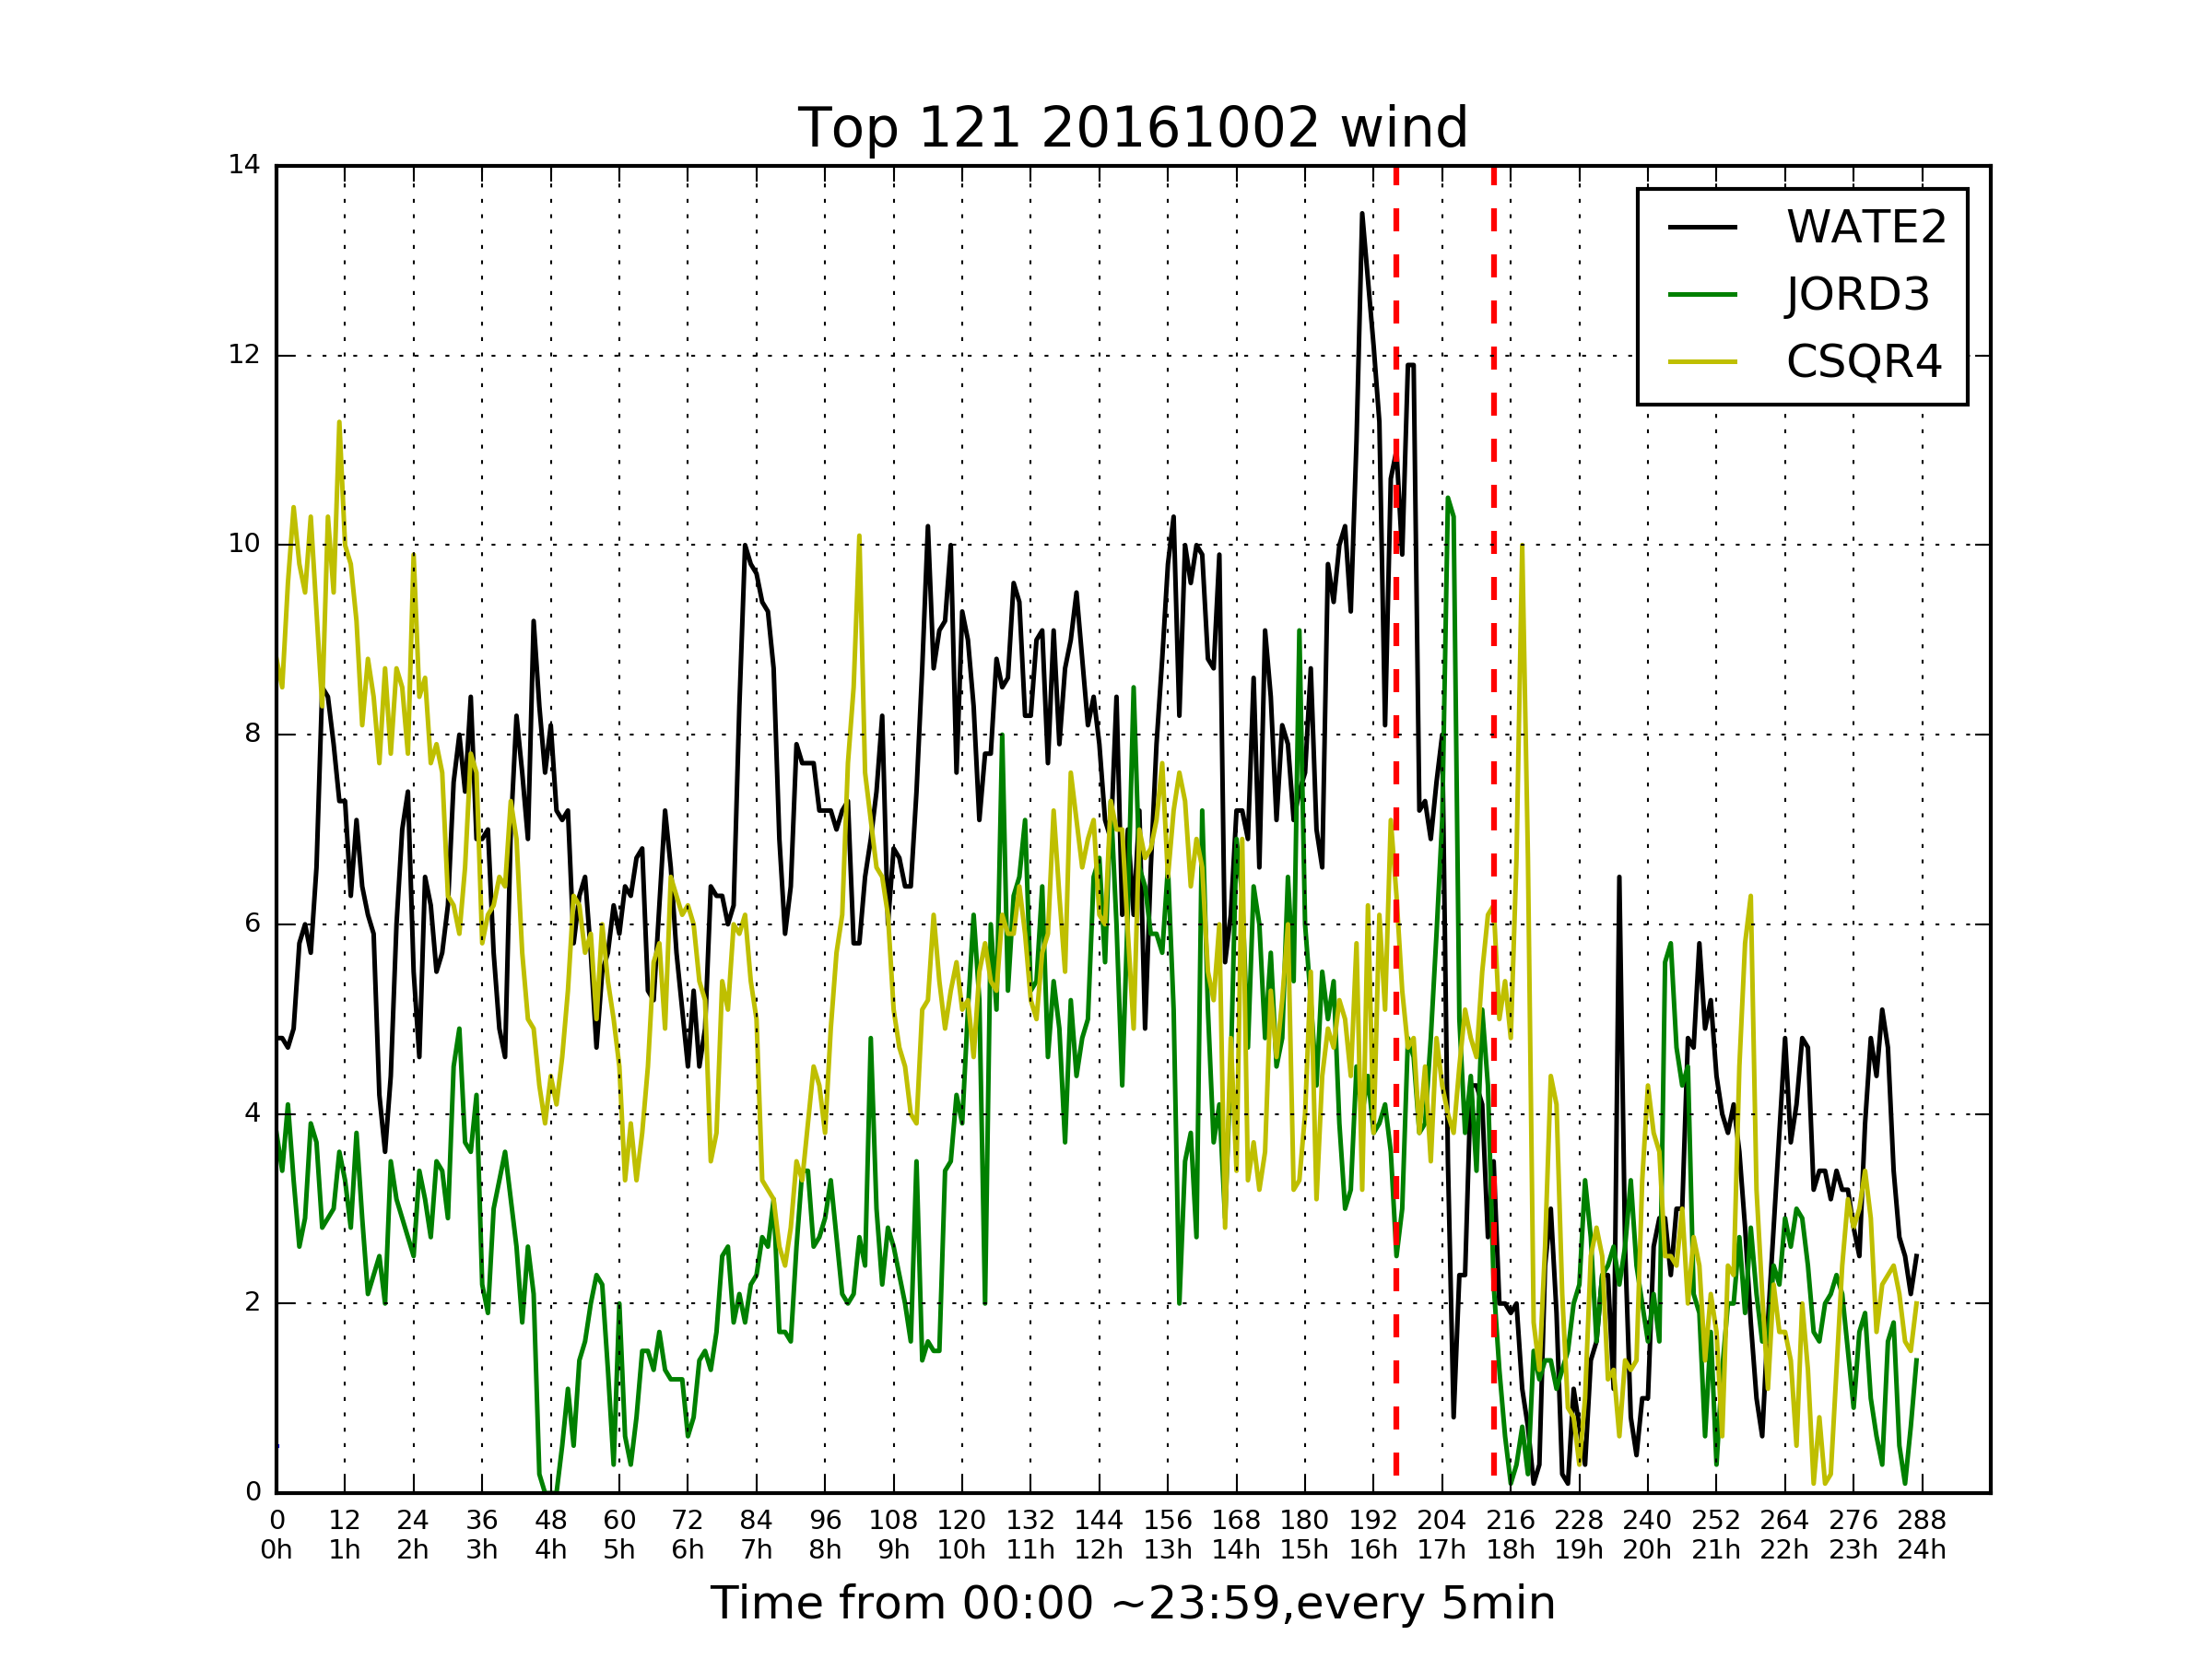 Top 121 20161002 wind
14
12
10
8
6
4
2
0
WATE2
JORD3
CSQR4
0 12 24 36 48 60 72 84 96 108 120 132 144 156 168 180 192 204 216 228 240 252 264 276 288
0h 1h 2h 3h 4h 5h 6h 7h 8h 9h 10h 11h 12h 13h 14h 15h 16h 17h 18h 19h 20h 21h 22h 23h 24h
Time from 00:00 ~23:59,every 5min